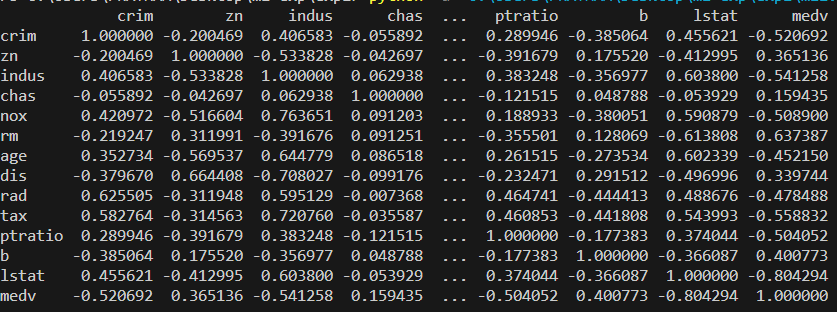 crim zn indus chas ... ptratio b lstat medv
crim 1.000000 -0.200469 0.406583 -0.055892 ... 0.289946 -0.385064 0.455621 -0.520692
zn -0.200469 1.000000 -0.533828 -0.042697 ... -0.391679 0.175520 -0.412995 0.365136
indus 0.406583 -0.533828 1.000000 0.062938 ... 0.383248 -0.356977 0.603800 -0.541258
chas -0.055892 -0.042697 0.062938 1.000000 ... -0.121515 0.048788 -0.053929 0.159435
nox 0.420972 -0.516604 0.763651 0.091203 ... 0.188933 -0.380051 0.590879 -0.508900
rm -0.219247 0.311991 -0.391676 0.091251 ... -0.355501 0.128069 -0.613808 0.637387
age 0.352734 -0.569537 0.644779 0.086518 ... 0.261515 -0.273534 0.602339 -0.452150
dis -0.379670 0.664408 -0.708027 -0.099176 ... -0.232471 0.291512 -0.496996 0.339744
rad 0.625505 -0.311948 0.595129 -0.007368 ... 0.464741 -0.444413 0.488676 -0.478488
tax 0.582764 -0.314563 0.720760 -0.035587 ... 0.460853 -0.441808 0.543993 -0.558832
ptratio 0.289946 -0.391679 0.383248 -0.121515 ... 1.000000 -0.177383 0.374044 -0.504052
b -0.385064 0.175520 -0.356977 0.048788 ... -0.177383 1.000000 -0.366087 0.400773
lstat 0.455621 -0.412995 0.603800 -0.053929 ... 0.374044 -0.366087 1.000000 -0.804294
medv -0.520692 0.365136 -0.541258 0.159435 ... -0.504052 0.400773 -0.804294 1.000000